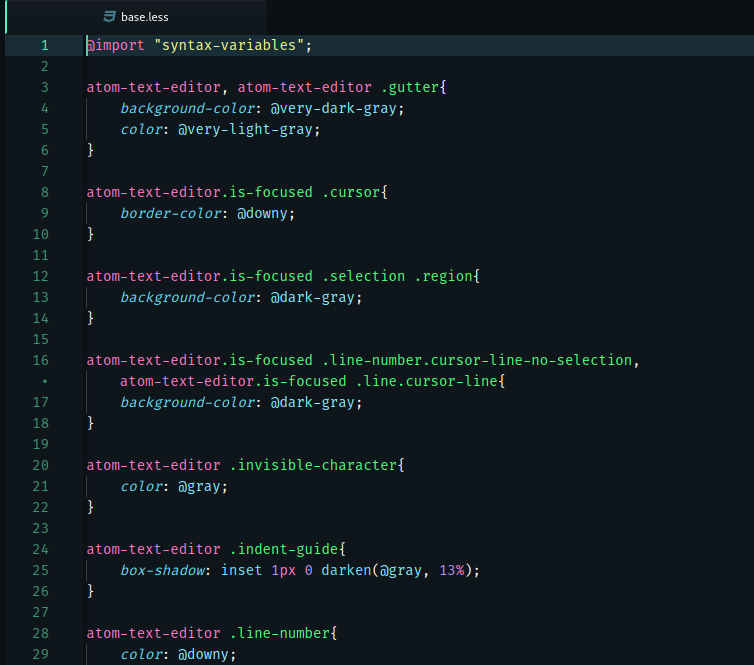 base.less
1 @import "syntax-variables";
2
3 atom-text-editor, atom-text-editor .gutter{
4     background-color: @very-dark-gray;
5     color: @very-light-gray;
6 }
7
8 atom-text-editor.is-focused .cursor{
9     border-color: @downy;
10 }
11
12 atom-text-editor.is-focused .selection .region{
13     background-color: @dark-gray;
14 }
15
16 atom-text-editor.is-focused .line-number.cursor-line-no-selection,
•     atom-text-editor.is-focused .line.cursor-line{
17     background-color: @dark-gray;
18 }
19
20 atom-text-editor .invisible-character{
21     color: @gray;
22 }
23
24 atom-text-editor .indent-guide{
25     box-shadow: inset 1px 0 darken(@gray, 13%);
26 }
27
28 atom-text-editor .line-number{
29     color: @downy;